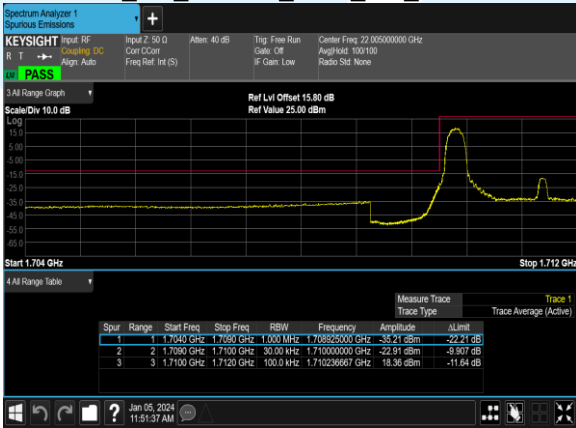 Spectrum Analyzer 1
Spurious Emissions
+
KEYSIGHT Input: RF Input Z: 50 Ω Atten: 40 dB Trig: Free Run Center Freq: 22.005000000 GHz
R T Coupling: DC Corr CCorr Gate: Off Avg|Hold: 100/100
Align: Auto Freq Ref: Int (S) IF Gain: Low Radio Std: None
PASS
3 All Range Graph
Ref Lvl Offset 15.80 dB
Scale/Div 10.0 dB Ref Value 25.00 dBm
Log
15.0
5.00
-5.00
-15.0
-25.0
-35.0
-45.0
-55.0
-65.0
Start 1.704 GHz Stop 1.712 GHz
4 All Range Table
Measure Trace Trace 1
Trace Type Trace Average (Active)
Spur Range Start Freq Stop Freq RBW Frequency Amplitude ΔLimit
1 1 1.7040 GHz 1.7090 GHz 1.000 MHz 1.708925000 GHz -35.21 dBm -22.21 dB
2 2 1.7090 GHz 1.7100 GHz 30.00 kHz 1.710000000 GHz -22.91 dBm -9.907 dB
3 3 1.7100 GHz 1.7120 GHz 100.0 kHz 1.710236667 GHz 18.36 dBm -11.64 dB
? Jan 05, 2024
11:51:37 AM